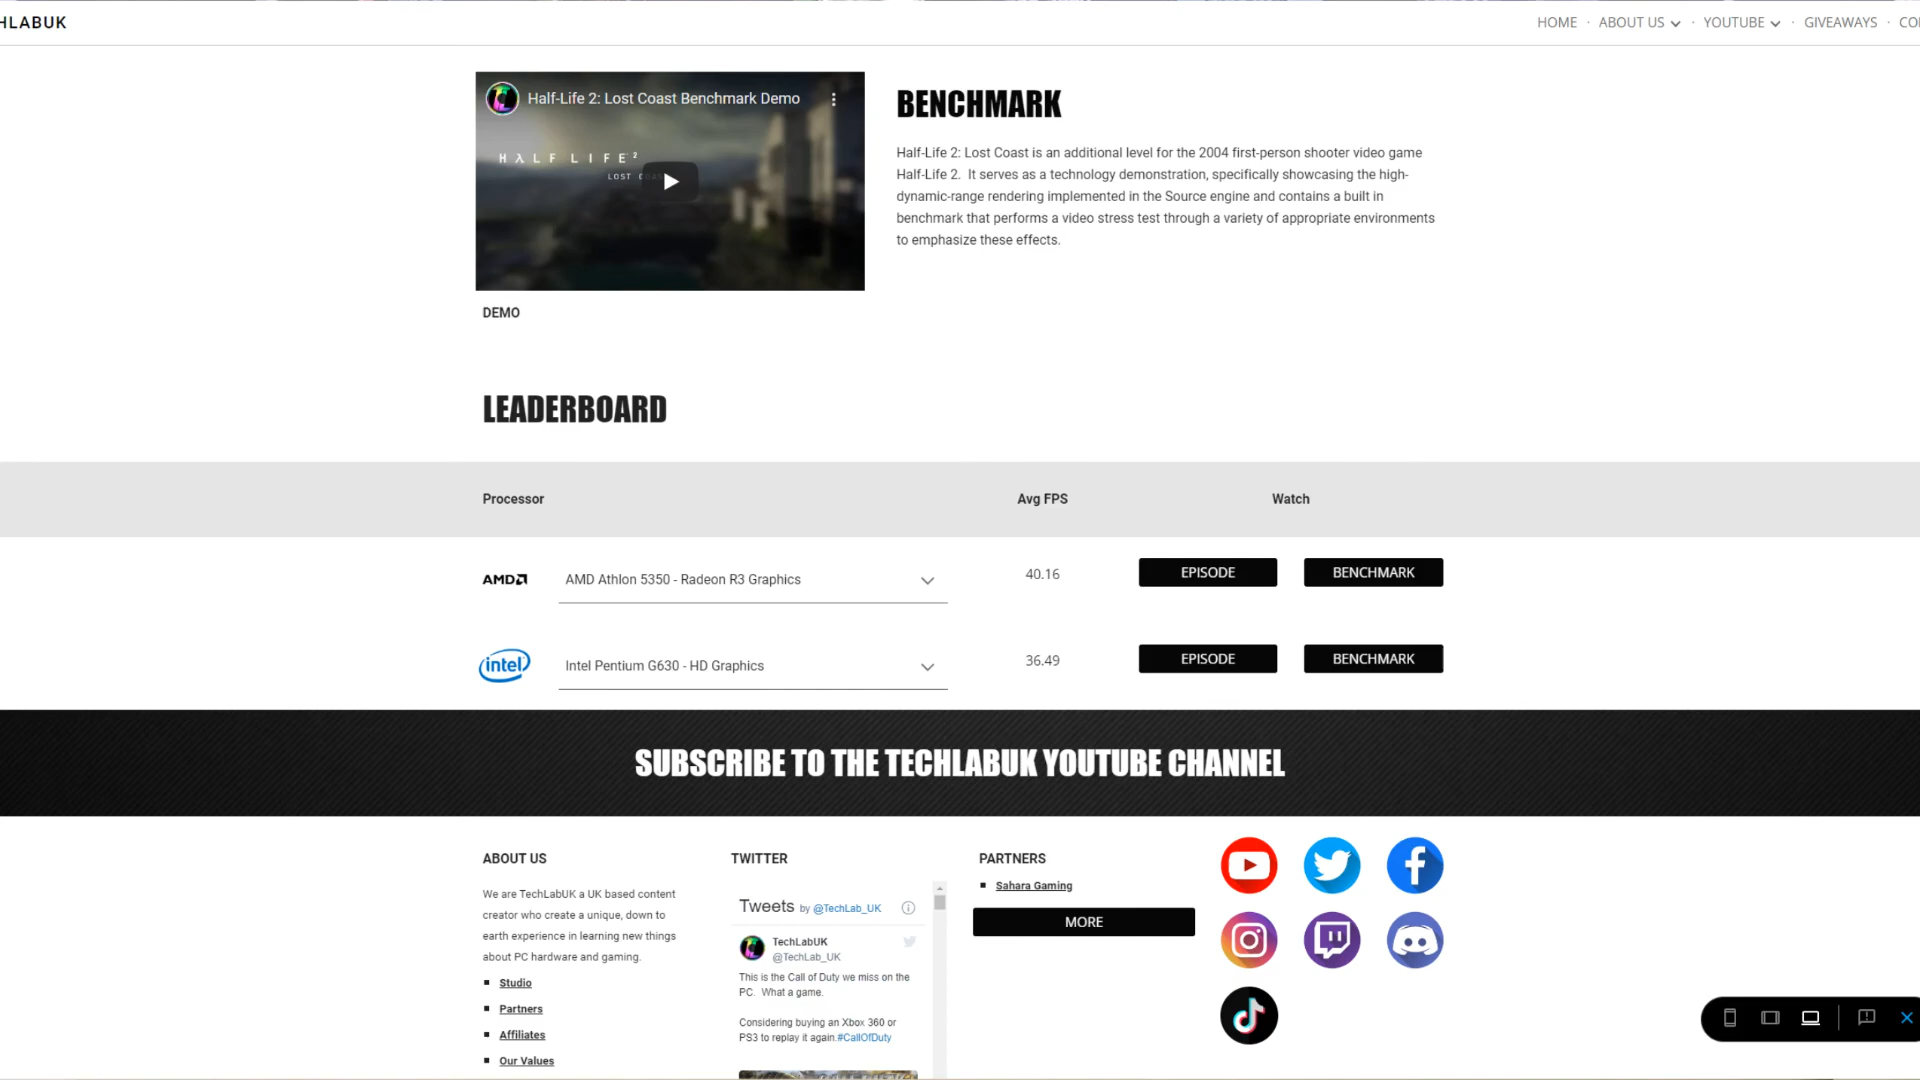 HLABUK
HOME · ABOUT US · YOUTUBE · GIVEAWAYS ·
Half-Life 2: Lost Coast Benchmark Demo
HλLF LIFE²
LOST
DEMO
BENCHMARK
Half-Life 2: Lost Coast is an additional level for the 2004 first-person shooter video game
Half-Life 2.  It serves as a technology demonstration, specifically showcasing the high-
dynamic-range rendering implemented in the Source engine and contains a built in
benchmark that performs a video stress test through a variety of appropriate environments
to emphasize these effects.
LEADERBOARD
Processor Avg FPS Watch
AMD AMD Athlon 5350 - Radeon R3 Graphics 40.16 EPISODE BENCHMARK
intel Intel Pentium G630 - HD Graphics 36.49 EPISODE BENCHMARK
SUBSCRIBE TO THE TECHLABUK YOUTUBE CHANNEL
ABOUT US
We are TechLabUK a UK based content
creator who create a unique, down to
earth experience in learning new things
about PC hardware and gaming.
Studio
Partners
Affiliates
Our Values
TWITTER
Tweets by @TechLab_UK
TechLabUK
@TechLab_UK
This is the Call of Duty we miss on the
PC.  What a game.
Considering buying an Xbox 360 or
PS3 to replay it again.#CallOfDuty
PARTNERS
Sahara Gaming
MORE